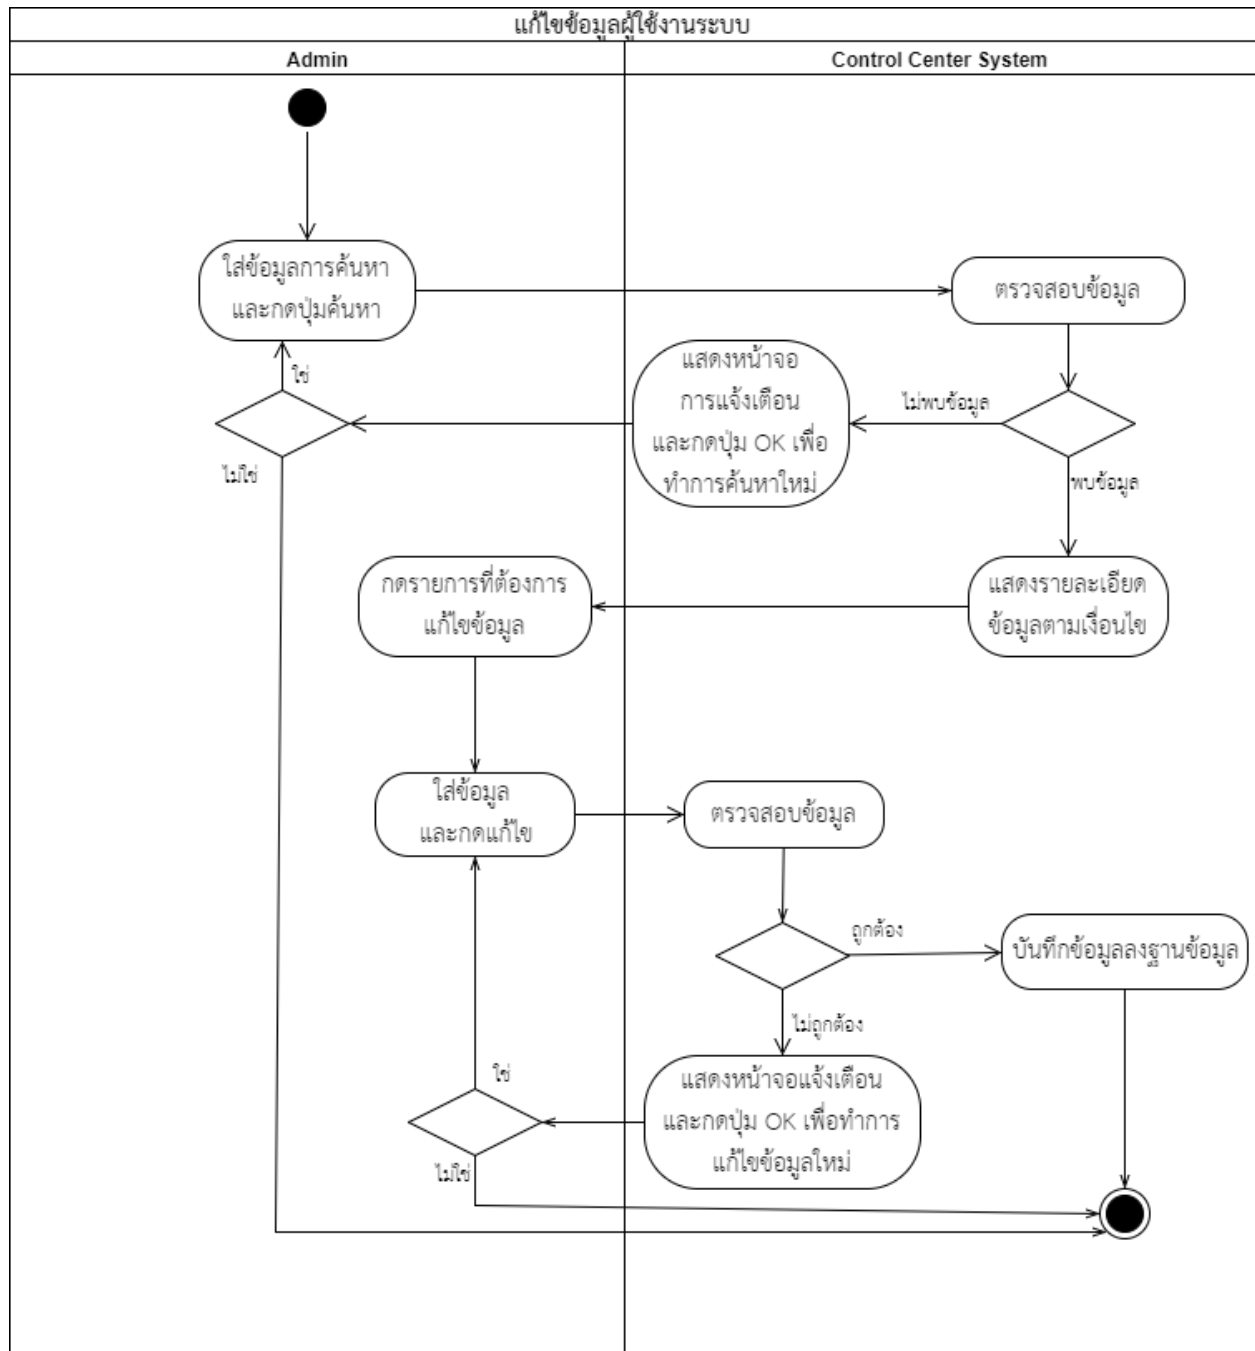 แก้ไขข้อมูลผู้ใช้งานระบบ
Admin
Control Center System
ใส่ข้อมูลการค้นหา
และกดปุ่มค้นหา
ตรวจสอบข้อมูล
แสดงหน้าจอ
การแจ้งเตือน
และกดปุ่ม OK เพื่อ
ทำการค้นหาใหม่
ไม่พบข้อมูล
ใช่
ไม่ใช่
พบข้อมูล
กดรายการที่ต้องการ
แก้ไขข้อมูล
แสดงรายละเอียด
ข้อมูลตามเงื่อนไข
ใส่ข้อมูล
และกดแก้ไข
ตรวจสอบข้อมูล
ถูกต้อง
บันทึกข้อมูลลงฐานข้อมูล
ไม่ถูกต้อง
แสดงหน้าจอแจ้งเตือน
และกดปุ่ม OK เพื่อทำการ
แก้ไขข้อมูลใหม่
ใช่
ไม่ใช่